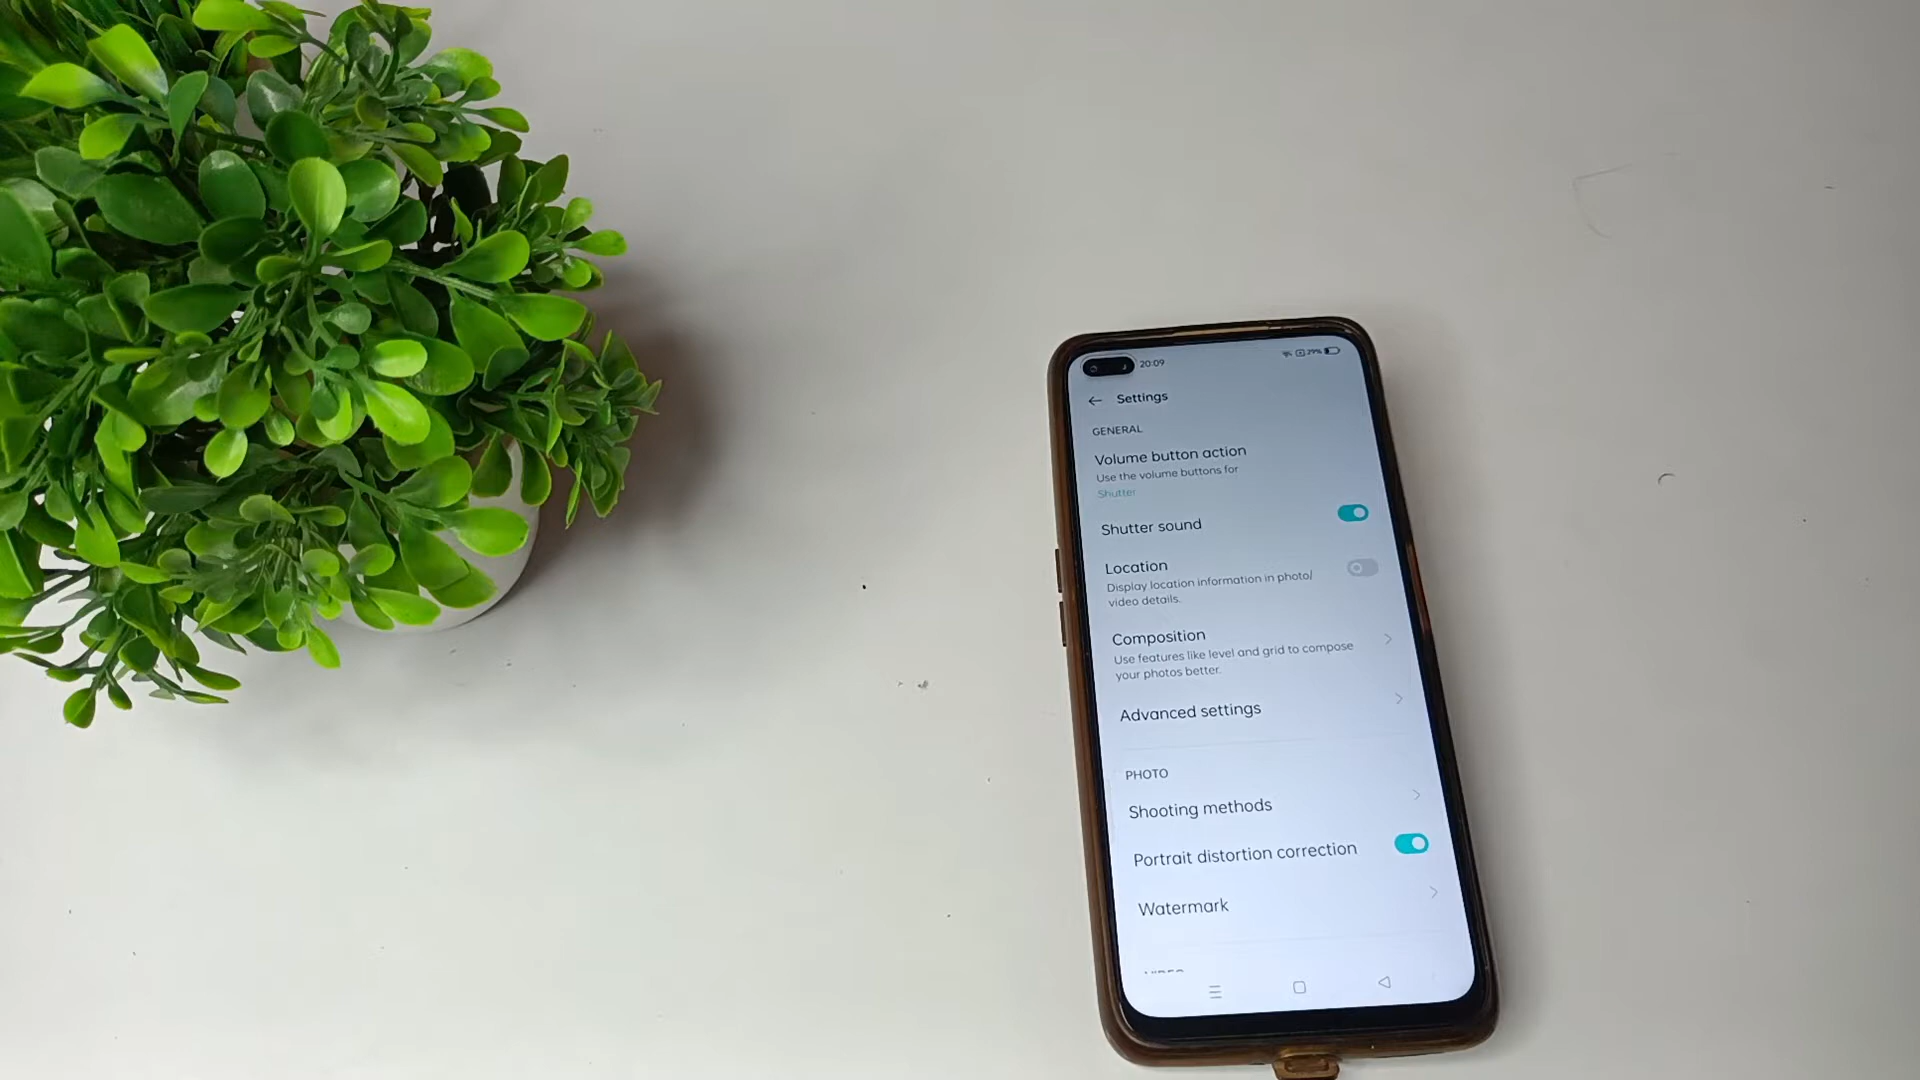 20:09
29%
Settings
GENERAL
Volume button action
Use the volume buttons for
Shutter
Shutter sound
Location
Display location information in photo/
video details.
Composition
Use features like level and grid to compose
your photos better.
Advanced settings
PHOTO
Shooting methods
Portrait distortion correction
Watermark